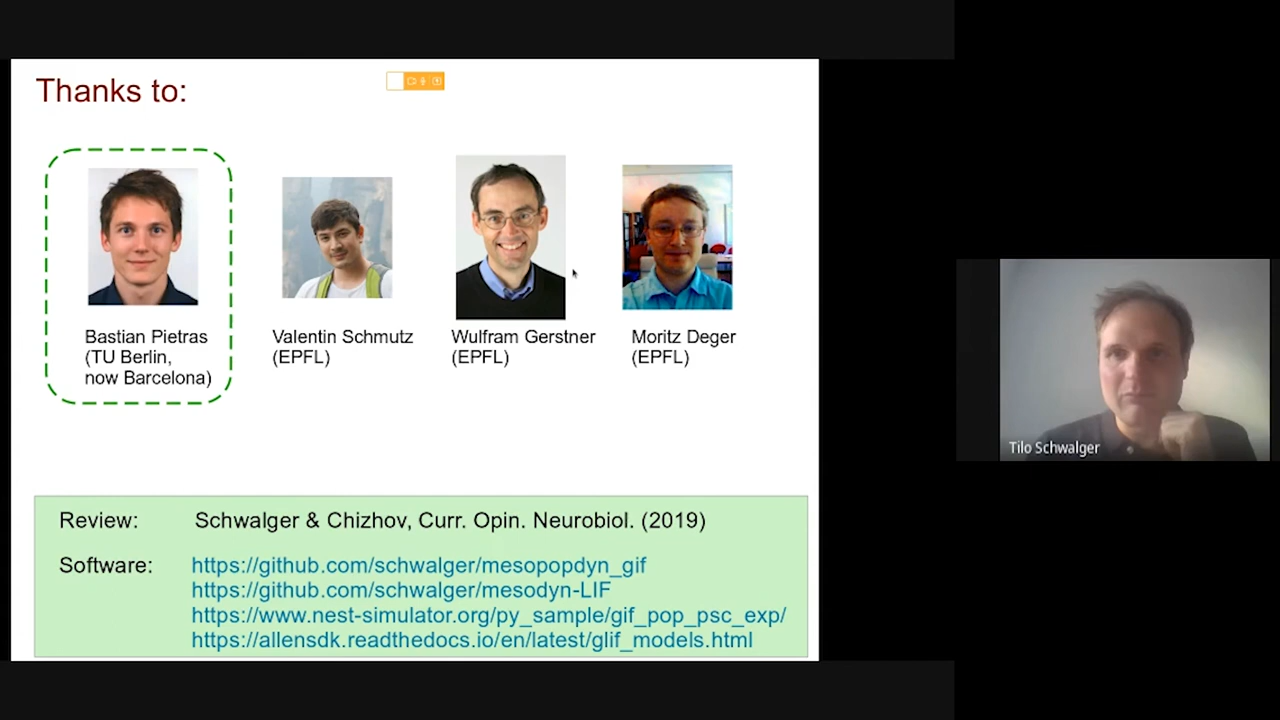 Thanks to:
Bastian Pietras
(TU Berlin,
now Barcelona)
Valentin Schmutz
(EPFL)
Wulfram Gerstner
(EPFL)
Moritz Deger
(EPFL)
Tilo Schwalger
Review: Schwalger & Chizhov, Curr. Opin. Neurobiol. (2019)
Software: https://github.com/schwalger/mesopopdyn_gif
https://github.com/schwalger/mesodyn-LIF
https://www.nest-simulator.org/py_sample/gif_pop_psc_exp/
https://allensdk.readthedocs.io/en/latest/glif_models.html